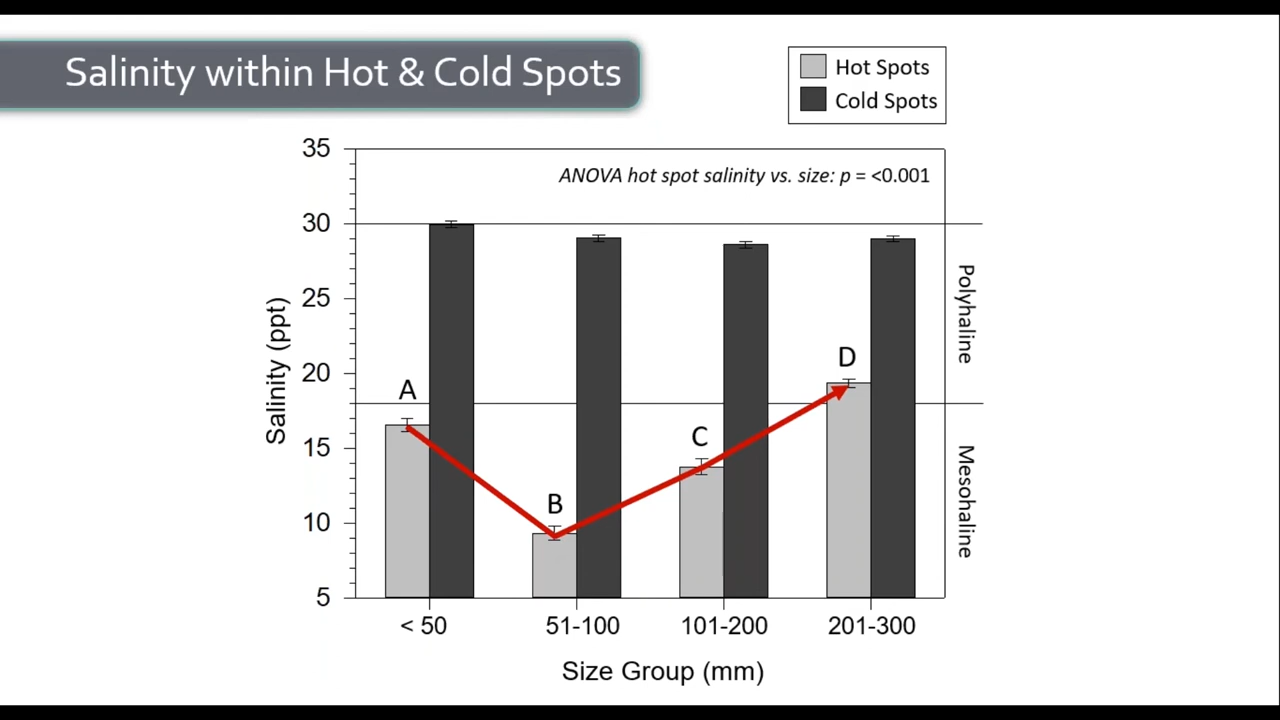 Salinity within Hot & Cold Spots
Hot Spots
Cold Spots
ANOVA hot spot salinity vs. size: p = <0.001
35
30
25
20
15
10
5
Salinity (ppt)
A
B
C
D
Polyhaline
Mesohaline
< 50
51-100
101-200
201-300
Size Group (mm)